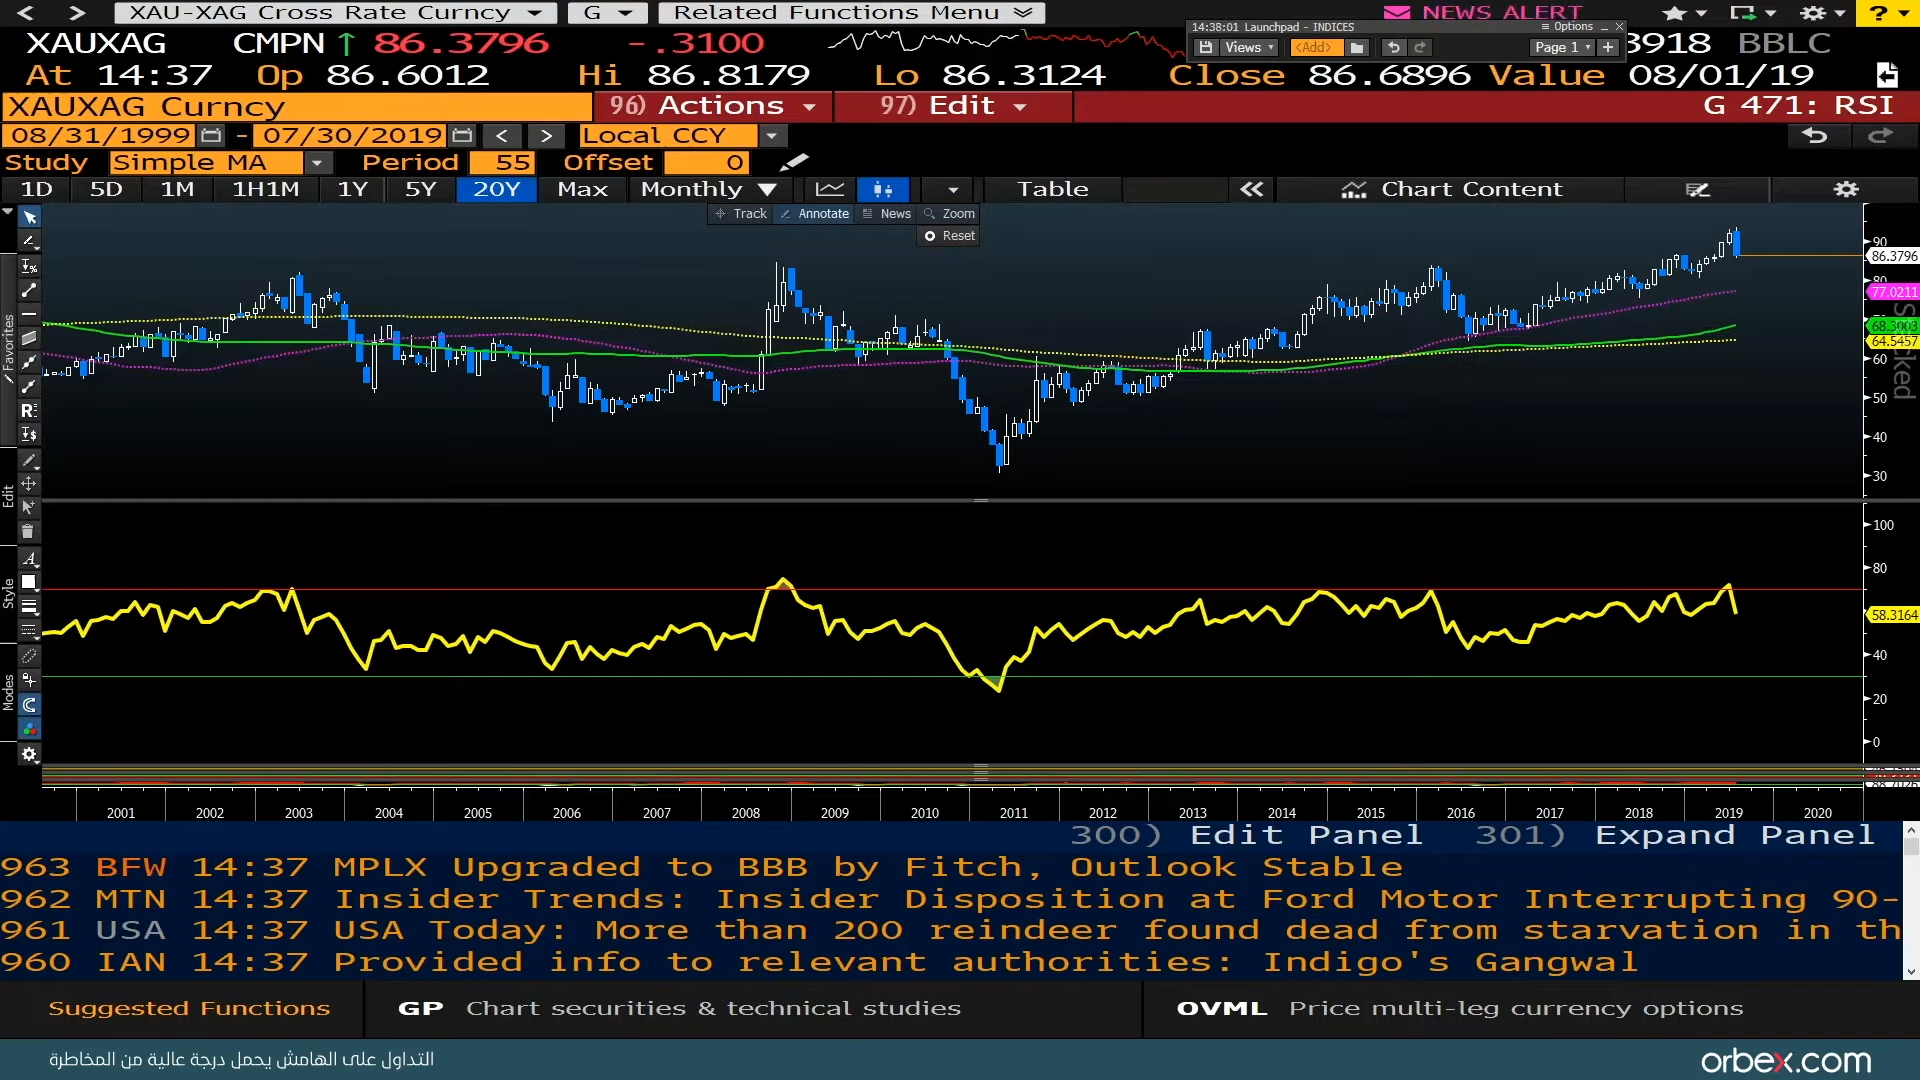 XAU-XAG Cross Rate Curncy G Related Functions Menu NEWS ALERT ?
14:38:01 Launchpad - INDICES Options
Views <Add> Page 1 +
XAUXAG CMPN ↑ 86.3796 - .3100 3918 BBLC
At 14:37 Op 86.6012 Hi 86.8179 Lo 86.3124 Close 86.6896 Value 08/01/19
XAUXAG Curncy 96) Actions 97) Edit G 471: RSI
08/31/1999 - 07/30/2019 < > Local CCY
Study Simple MA Period 55 Offset 0
1D 5D 1M 1H1M 1Y 5Y 20Y Max Monthly ▼ Table « Chart Content
Track Annotate News Zoom
Reset
Favorites
Edit
Style
Modes
90
86.3796
80
77.0211
68.3003
64.5457
60
50
40
30
100
80
58.3164
40
20
0
2001 2002 2003 2004 2005 2006 2007 2008 2009 2010 2011 2012 2013 2014 2015 2016 2017 2018 2019 2020
300) Edit Panel 301) Expand Panel
963 BFW 14:37 MPLX Upgraded to BBB by Fitch, Outlook Stable
962 MTN 14:37 Insider Trends: Insider Disposition at Ford Motor Interrupting 90-
961 USA 14:37 USA Today: More than 200 reindeer found dead from starvation in th
960 IAN 14:37 Provided info to relevant authorities: Indigo's Gangwal
Suggested Functions GP Chart securities & technical studies OVML Price multi-leg currency options
التداول على الهامش يحمل درجة عالية من المخاطرة
orbex.com